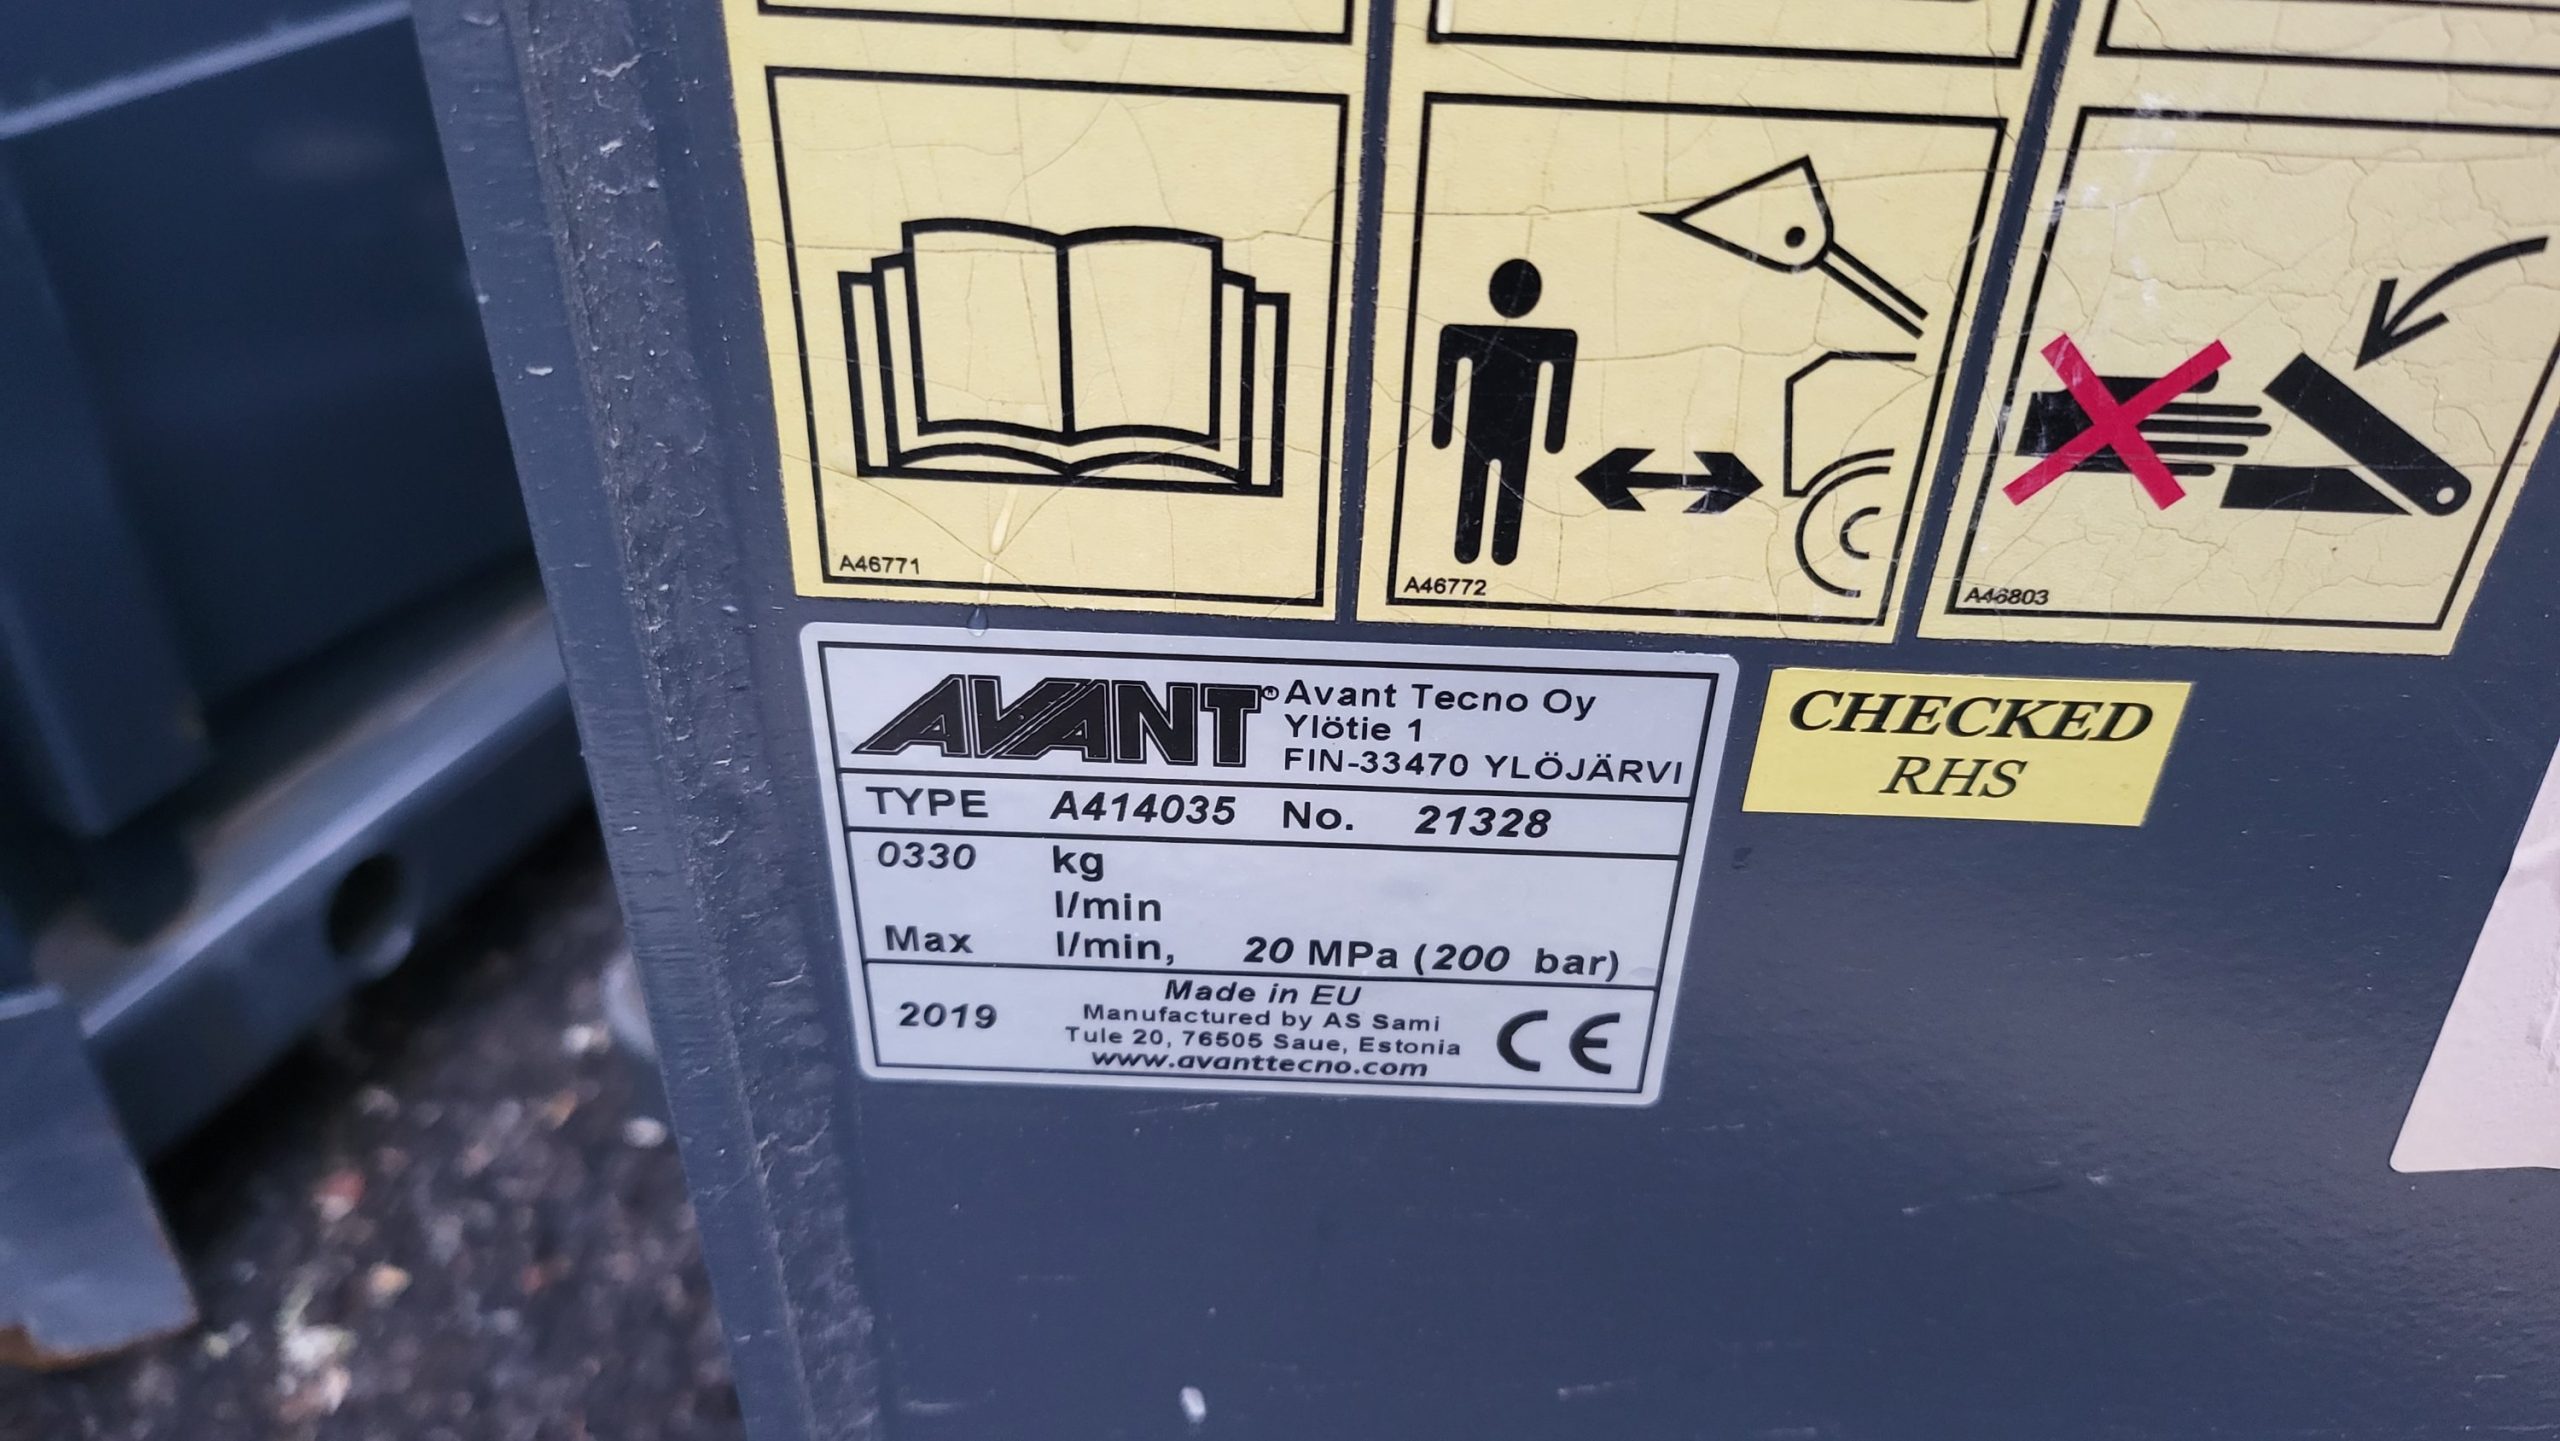 A46771
A46772
A46803
AVANT® Avant Tecno Oy
Ylötie 1
FIN-33470 YLÖJÄRVI
TYPE A414035 No. 21328
0330 kg
l/min
Max l/min, 20 MPa (200 bar)
2019
Made in EU
Manufactured by AS Sami
Tule 20, 76505 Saue, Estonia
www.avanttecno.com
CE
CHECKED
RHS